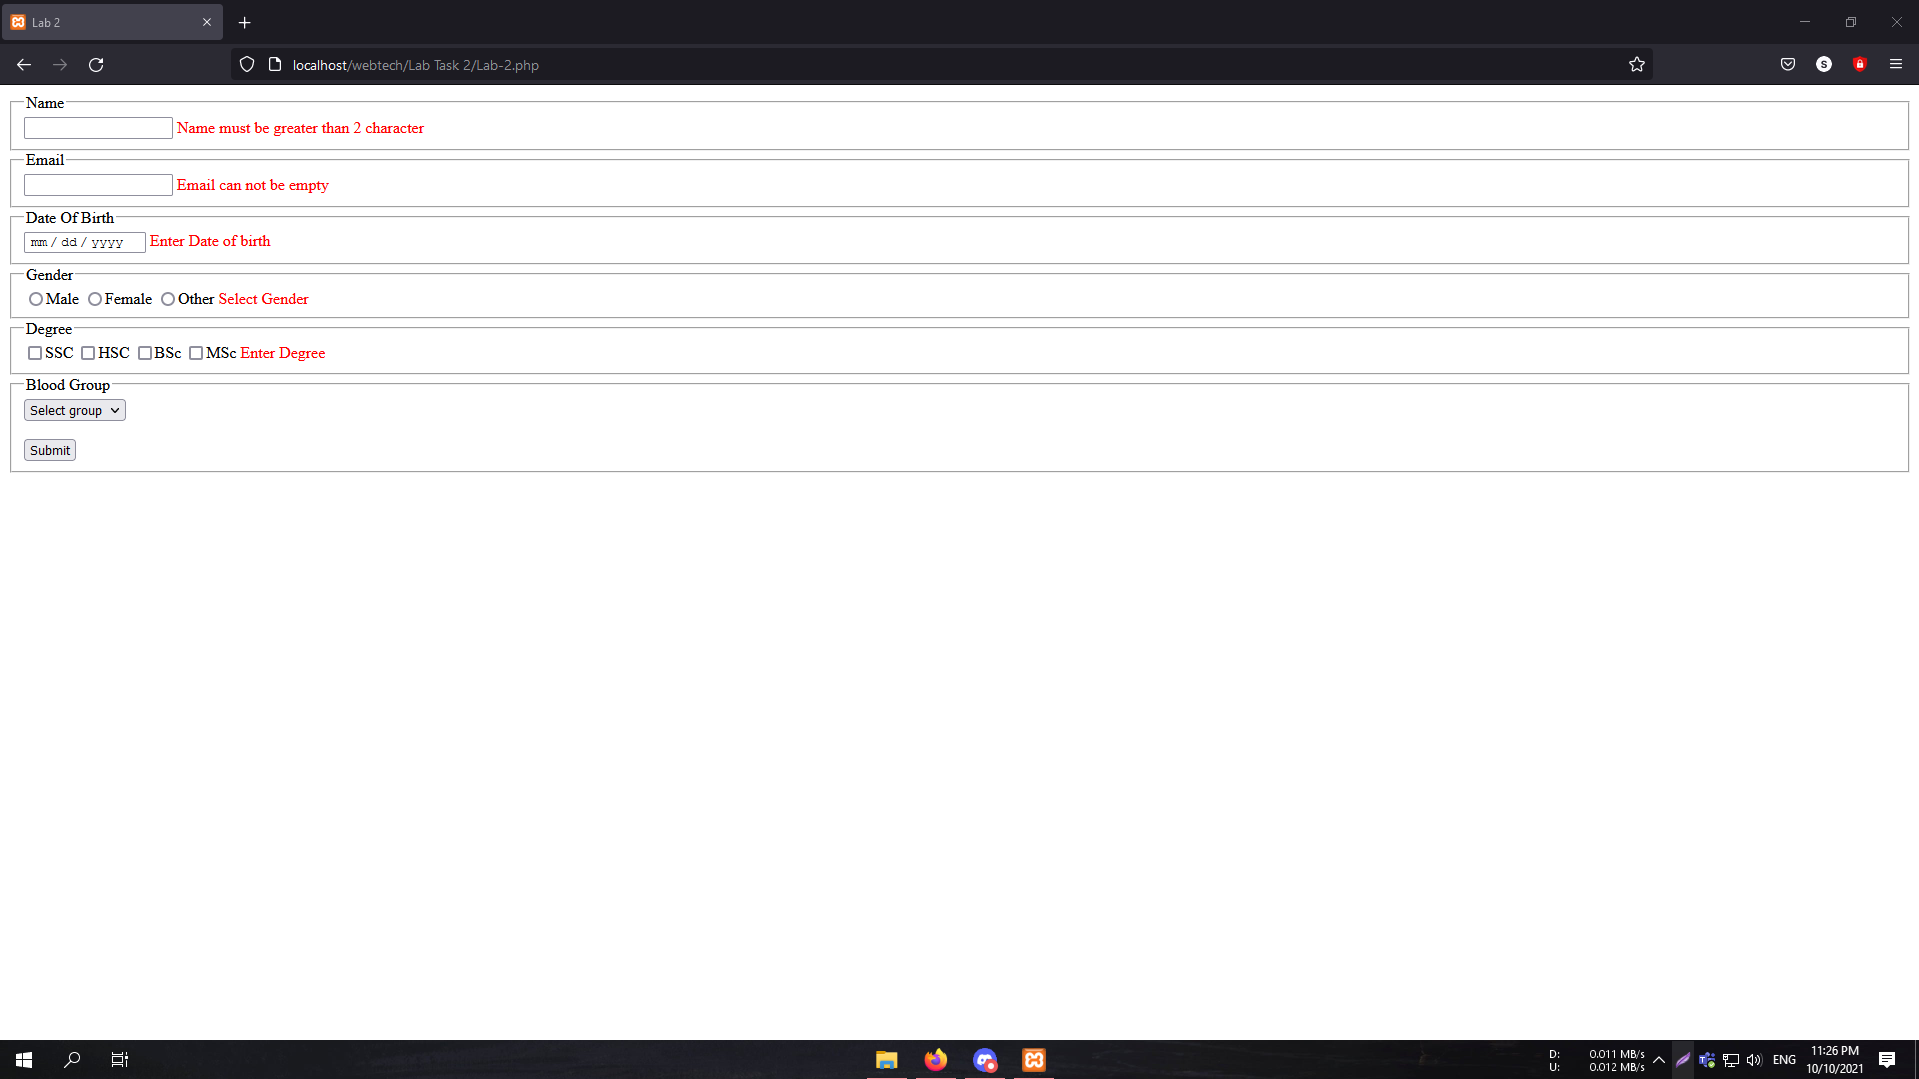 Lab 2
localhost/webtech/Lab Task 2/Lab-2.php
S
Name
Name must be greater than 2 character
Email
Email can not be empty
Date Of Birth
mm / dd / yyyy Enter Date of birth
Gender
Male Female Other Select Gender
Degree
SSC HSC BSc MSc Enter Degree
Blood Group
Select group
Submit
D: 0.011 MB/s
U: 0.012 MB/s
ENG
11:26 PM
10/10/2021